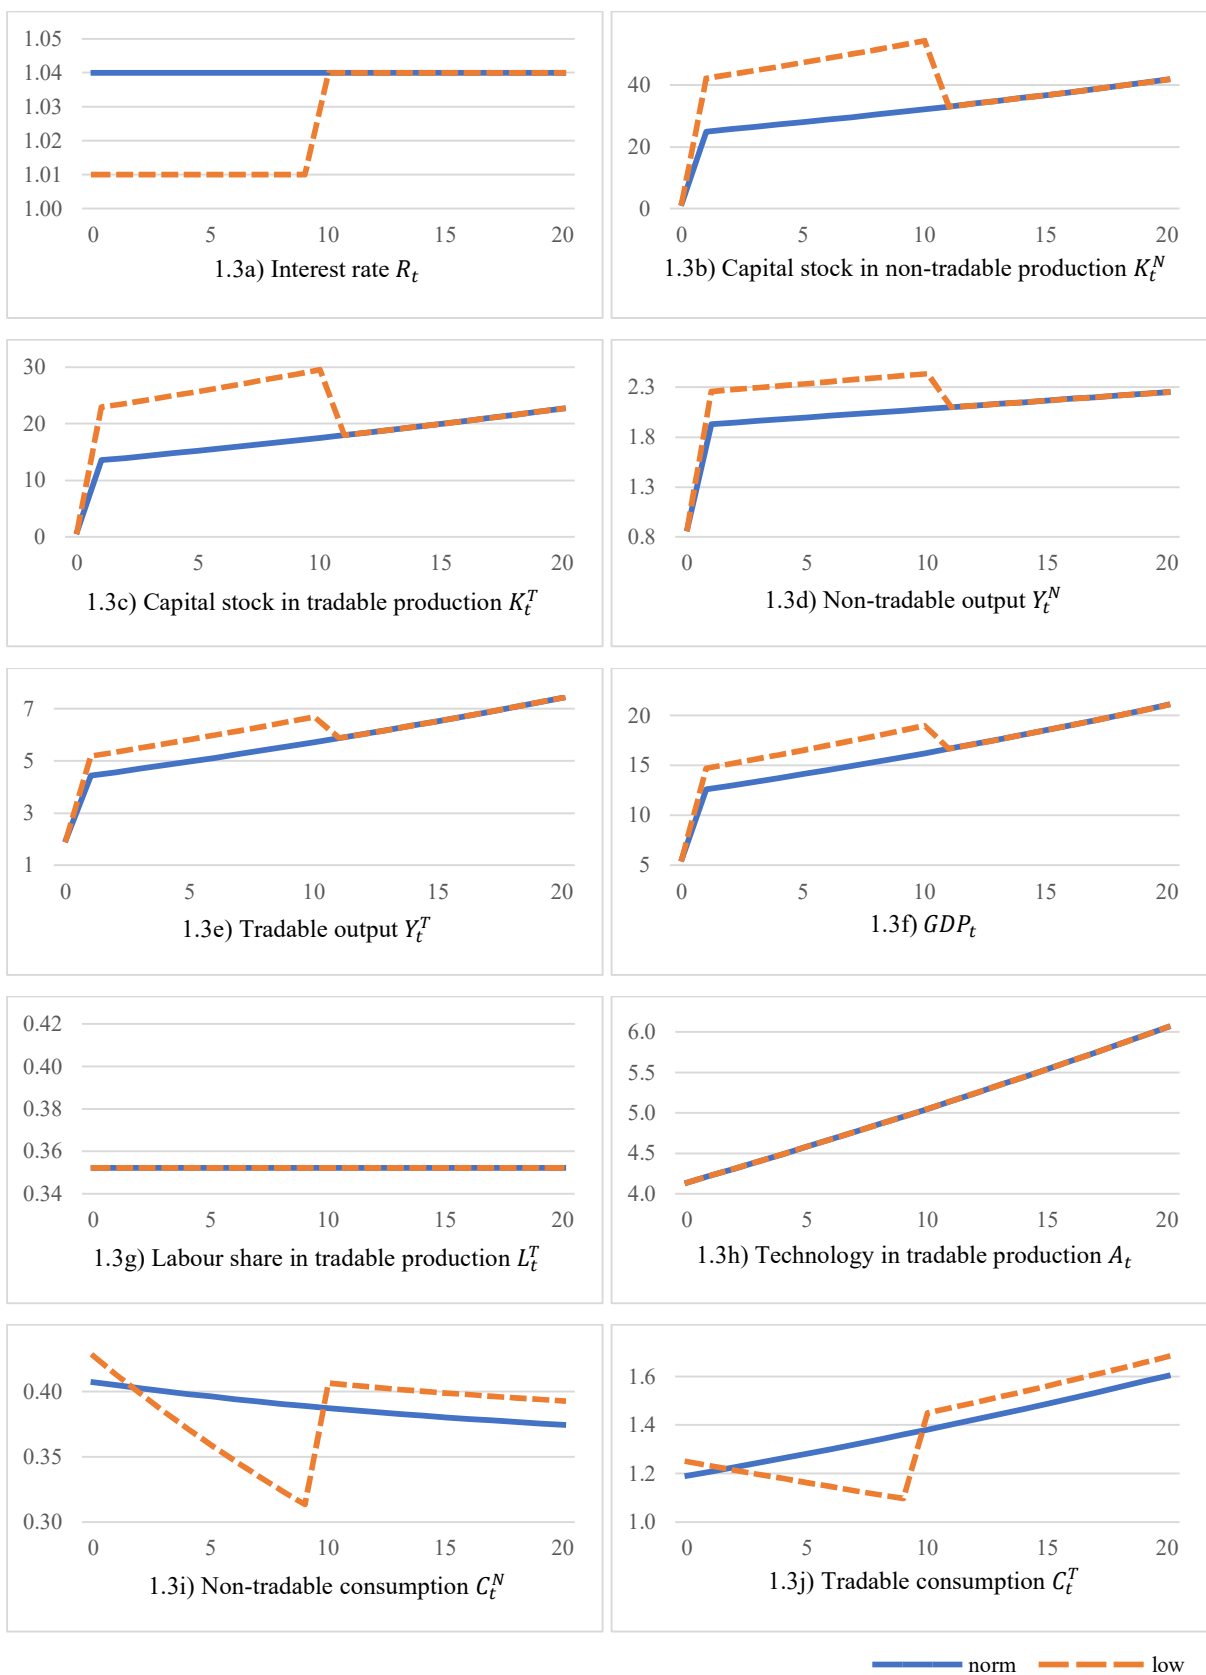 1.05
1.04
1.03
1.02
1.01
1.00
0 5 10 15 20
1.3a) Interest rate R_t
40
20
0
0 5 10 15 20
1.3b) Capital stock in non-tradable production K_t^N
30
20
10
0
0 5 10 15 20
1.3c) Capital stock in tradable production K_t^T
2.3
1.8
1.3
0.8
0 5 10 15 20
1.3d) Non-tradable output Y_t^N
7
5
3
1
0 5 10 15 20
1.3e) Tradable output Y_t^T
20
15
10
5
0 5 10 15 20
1.3f) GDP_t
0.42
0.40
0.38
0.36
0.34
0 5 10 15 20
1.3g) Labour share in tradable production L_t^T
6.0
5.5
5.0
4.5
4.0
0 5 10 15 20
1.3h) Technology in tradable production A_t
0.40
0.35
0.30
0 5 10 15 20
1.3i) Non-tradable consumption C_t^N
1.6
1.4
1.2
1.0
0 5 10 15 20
1.3j) Tradable consumption C_t^T
norm low